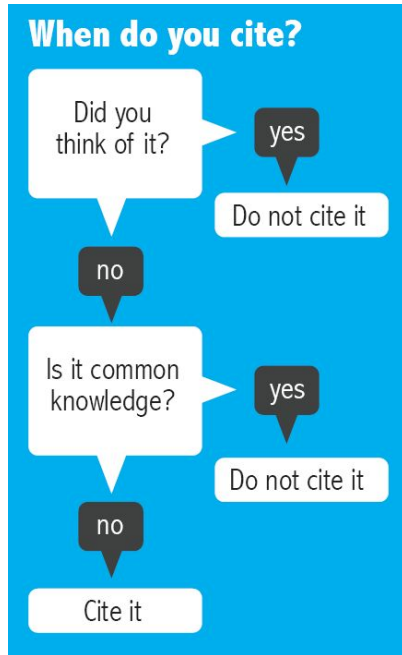 When do you cite?
Did you
think of it?
yes
Do not cite it
no
Is it common
knowledge?
yes
Do not cite it
no
Cite it